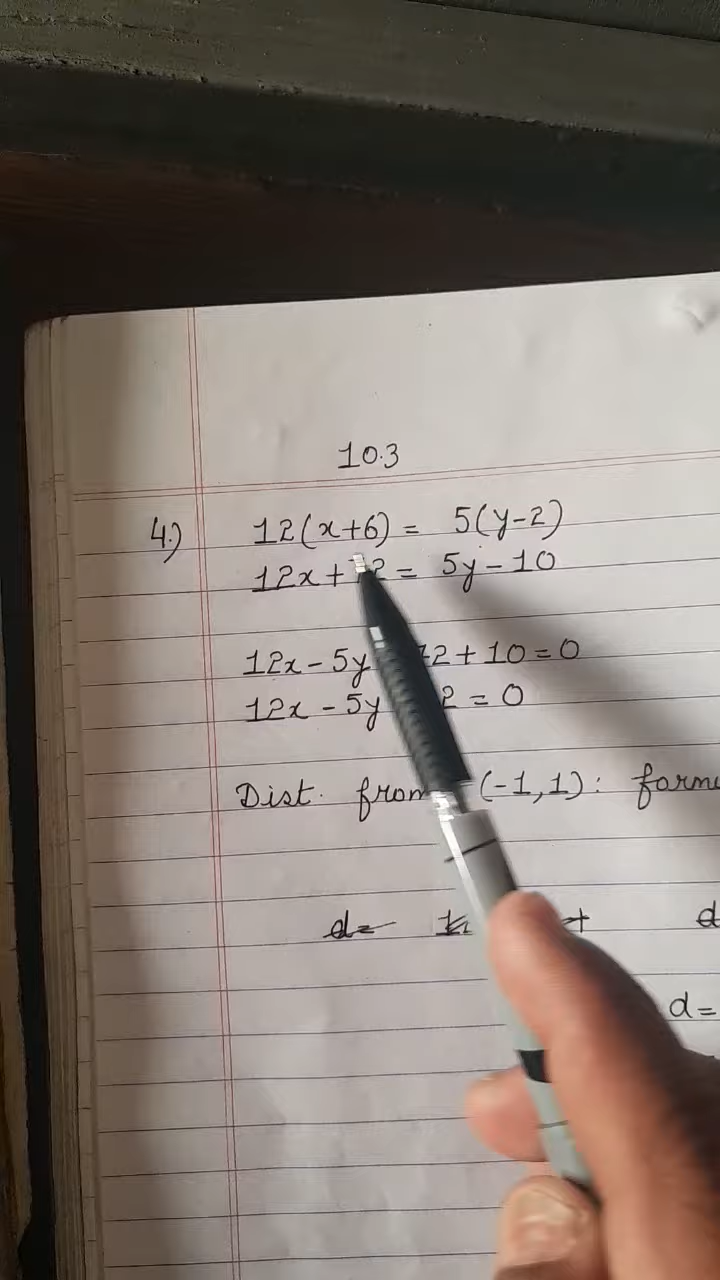 10.3
4.) 12(x+6) = 5(y-2)
12x + 2 = 5y - 10
12x - 5y 72 + 10 = 0
12x - 5y 2 = 0
Dist. from (-1,1) :
d= +
d
d=